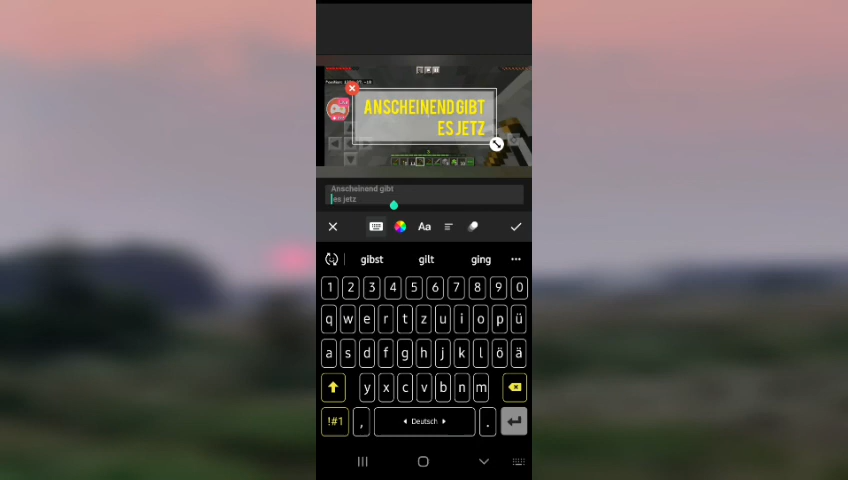 ANSCHEINEND GIBT
ES JETZ
Anscheinend gibt
es jetz
Aa
gibst gilt ging ...
1 2 3 4 5 6 7 8 9 0
q w e r t z u i o p ü
a s d f g h j k l ö ä
y x c v b n m
!#1 , Deutsch .